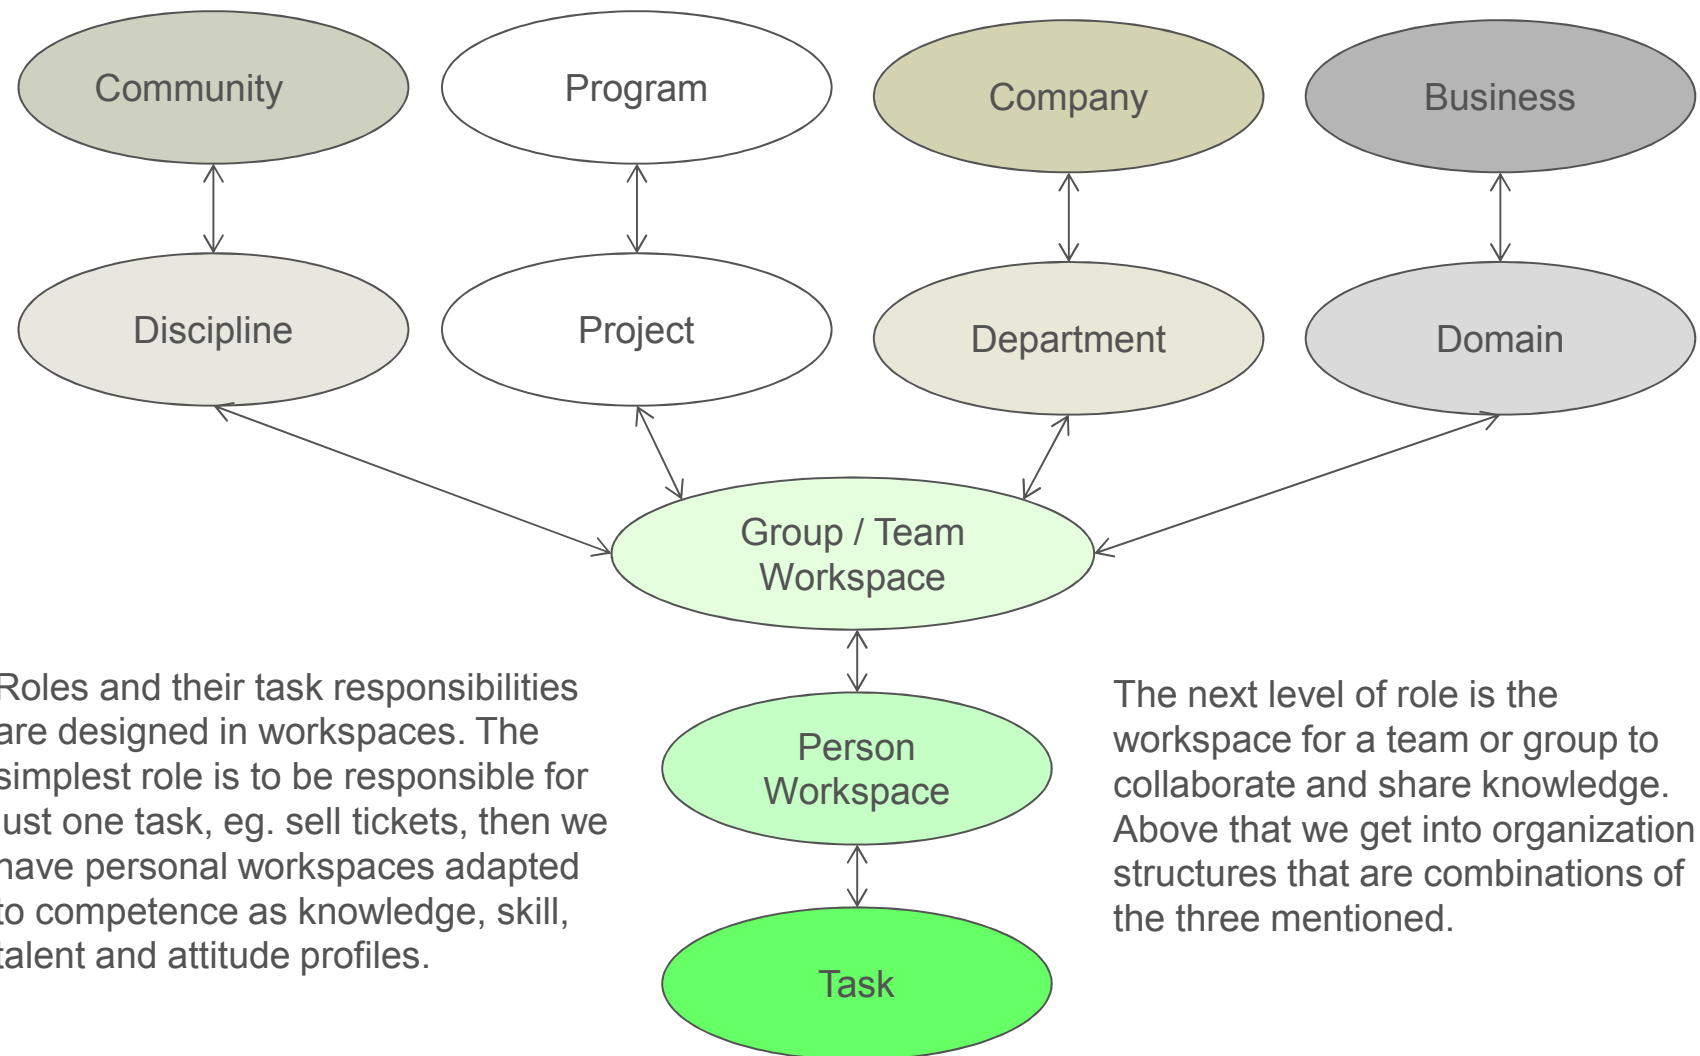 Community
Program
Company
Business
Discipline
Project
Department
Domain
Group / Team
Workspace
Person
Workspace
Task
Roles and their task responsibilities
are designed in workspaces. The
simplest role is to be responsible for
just one task, eg. sell tickets, then we
have personal workspaces adapted
to competence as knowledge, skill,
talent and attitude profiles.
The next level of role is the
workspace for a team or group to
collaborate and share knowledge.
Above that we get into organization
structures that are combinations of
the three mentioned.